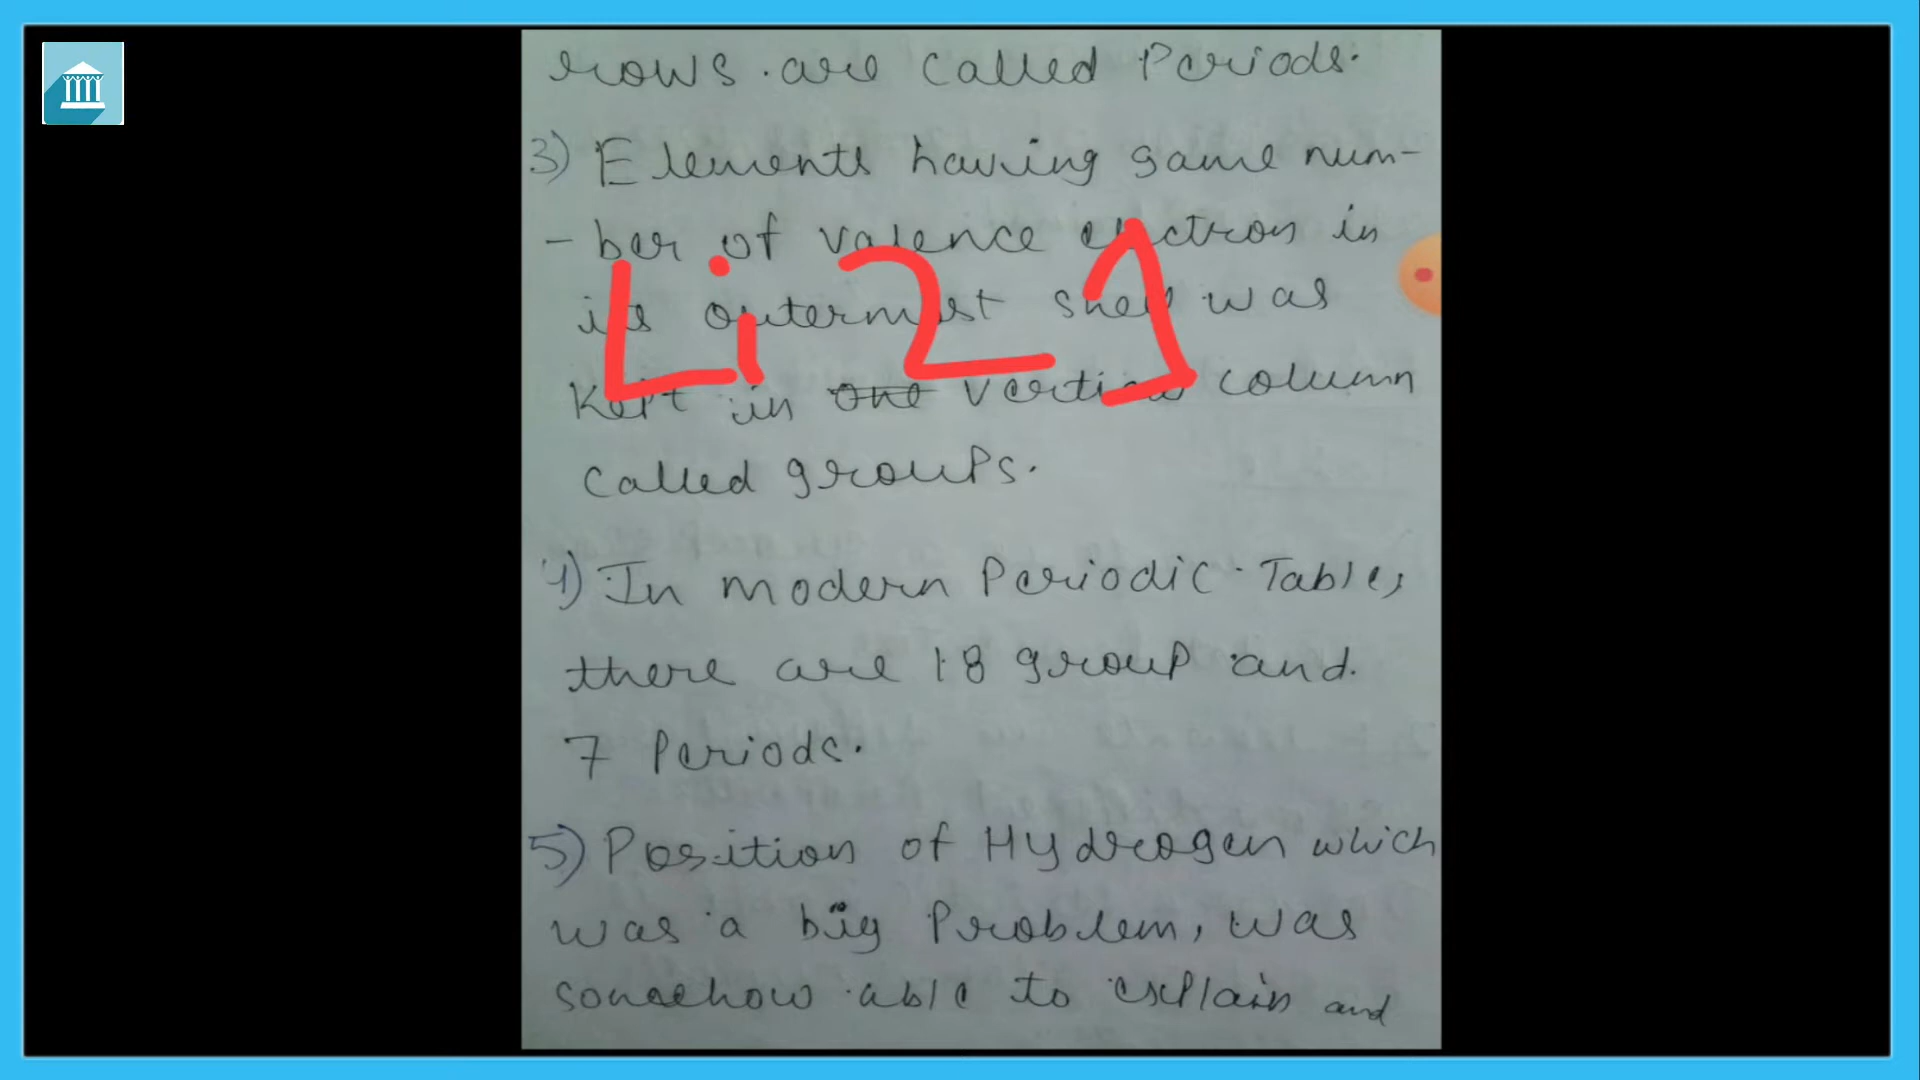 rows are called Periods.
3) Elements having same num-
- ber of valence electron in
its outermost shell was
Li 2 1
Kept in one vertical column
called groups.
4) In modern Periodic Table,
there are 18 group and
7 Periods.
5) Position of Hydrogen which
was a big Problem, was
somehow able to explain and